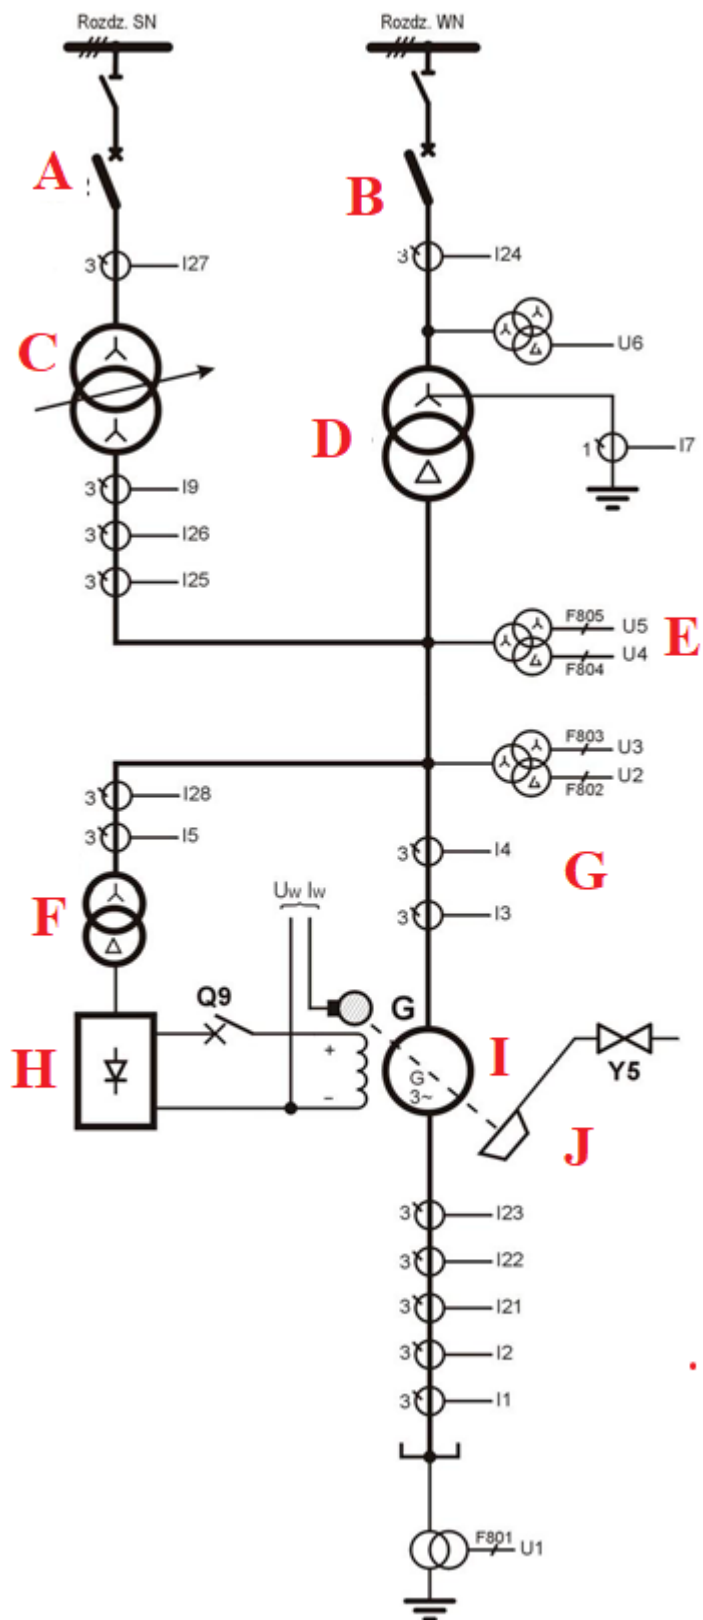 Rozdz. SN
Rozdz. WN
A
B
3 I27
3 I24
U6
C
D
1 I7
3 I9
3 I26
3 I25
F805 U5
E
U4
F804
F803 U3
U2
F802
3 I28
3 I5
3 I4
G
3 I3
F
Uw Iw
Q9
G
H
+
-
G
3~
I
Y5
J
3 I23
3 I22
3 I21
3 I2
3 I1
F801 U1